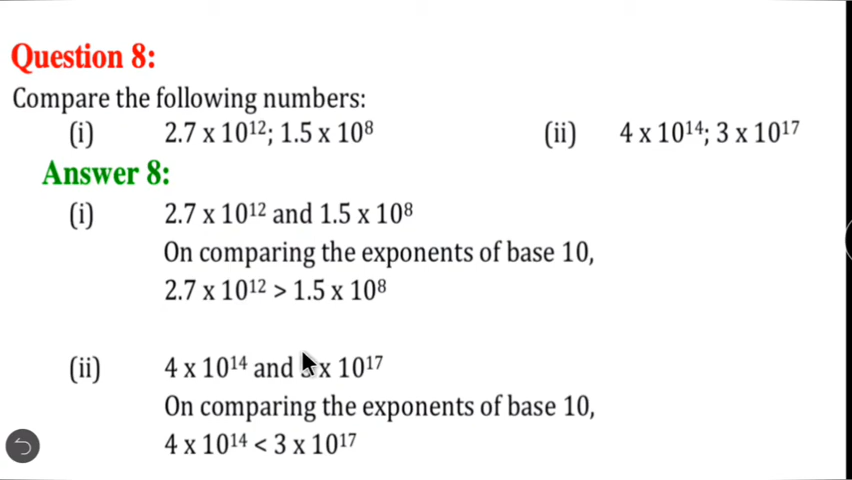 Question 8:
Compare the following numbers:
(i) 2.7 x 10¹²; 1.5 x 10⁸ (ii) 4 x 10¹⁴; 3 x 10¹⁷
Answer 8:
(i) 2.7 x 10¹² and 1.5 x 10⁸
On comparing the exponents of base 10,
2.7 x 10¹² > 1.5 x 10⁸
(ii) 4 x 10¹⁴ and x 10¹⁷
On comparing the exponents of base 10,
4 x 10¹⁴ < 3 x 10¹⁷